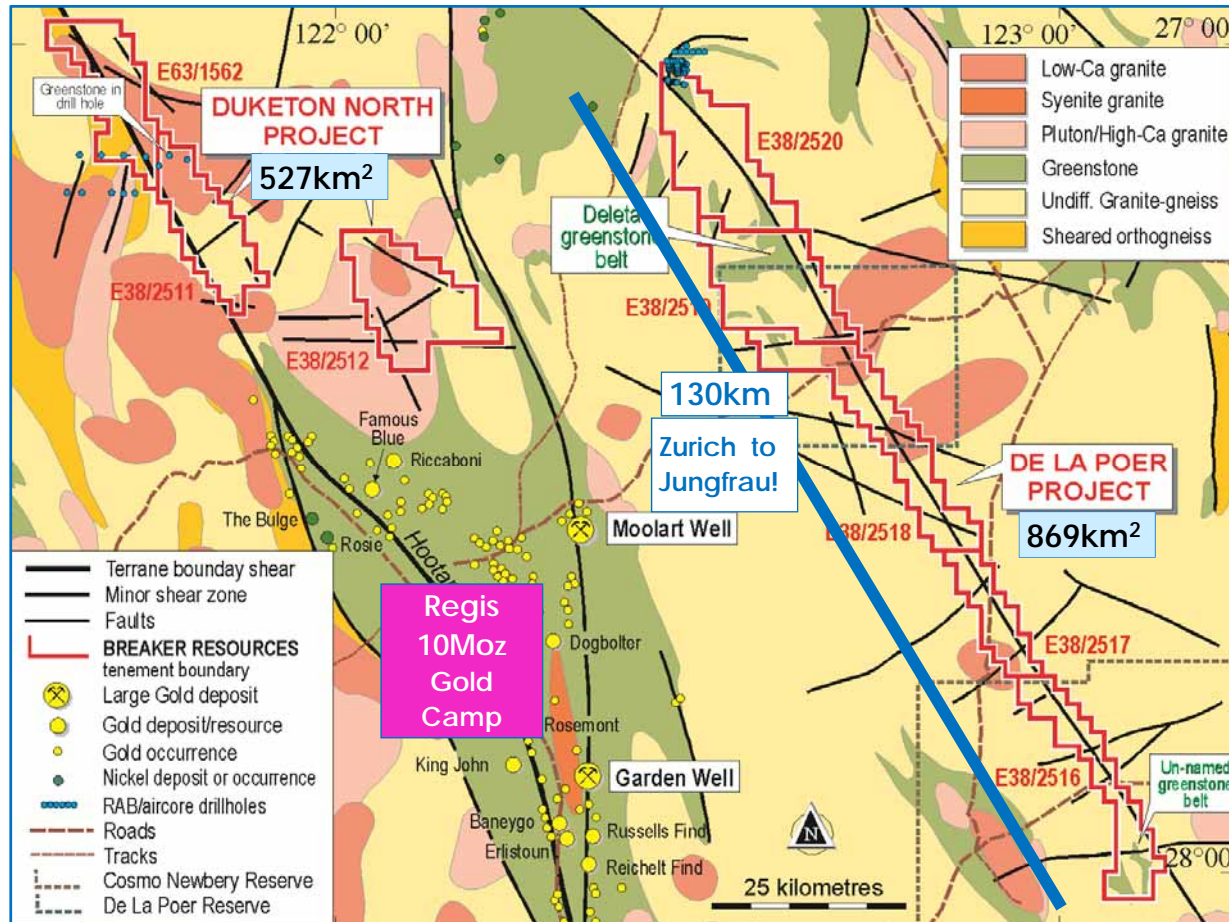 122° 00'
123° 00'
27° 00
E63/1562
Greenstone in
drill hole
DUKETON NORTH
PROJECT
527km²
E38/2511
E38/2512
E38/2520
Deleta
greenstone
belt
E38/2519
130km
Zurich to
Jungfrau!
DE LA POER
PROJECT
869km²
E38/2518
E38/2517
E38/2516
Un-named
greenstone
belt
28° 00'
Low-Ca granite
Syenite granite
Pluton/High-Ca granite
Greenstone
Undiff. Granite-gneiss
Sheared orthogneiss
Famous
Blue
Riccaboni
The Bulge
Rosie
Moolart Well
Regis
10Moz
Gold
Camp
Dogbolter
Rosemont
King John
Garden Well
Baneygo
Erlistoun
Russells Find
Reichelt Find
N
25 kilometres
Terrane bounday shear
Minor shear zone
Faults
BREAKER RESOURCES
tenement boundary
Large Gold deposit
Gold deposit/resource
Gold occurrence
Nickel deposit or occurrence
RAB/aircore drillholes
Roads
Tracks
Cosmo Newbery Reserve
De La Poer Reserve